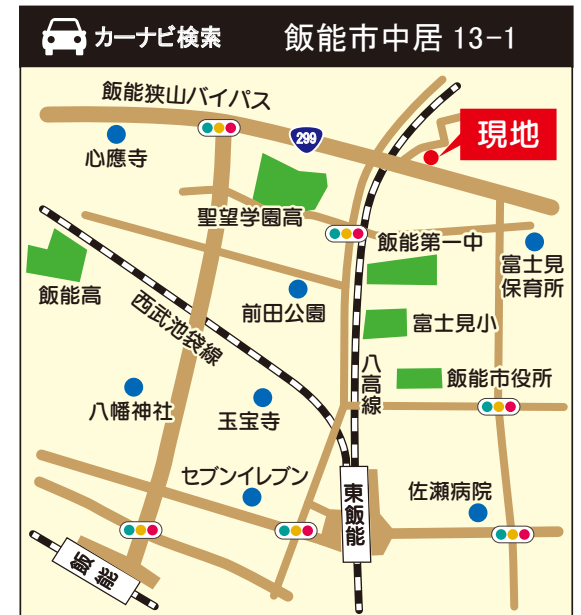 カーナビ検索 飯能市中居 13-1
飯能狭山バイパス
299
現地
心應寺
聖望学園高
飯能第一中
富士見
保育所
飯能高
西武池袋線
前田公園
富士見小
八高線
飯能市役所
八幡神社
玉宝寺
セブンイレブン
東飯能
佐瀬病院
飯能